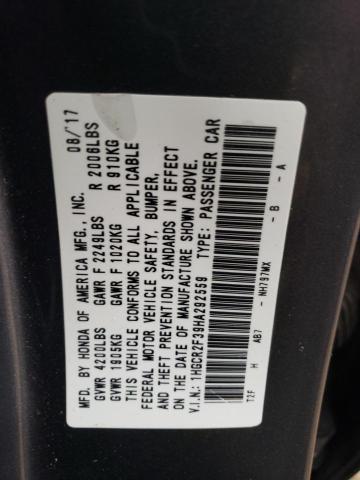 MFD. BY HONDA OF AMERICA MFG., INC. 08/'17
GVWR 4200LBS GAWR F 2249LBS R 2006LBS
GVWR 1905KG GAWR F 1020KG R 910KG
THIS VEHICLE CONFORMS TO ALL APPLICABLE
FEDERAL MOTOR VEHICLE SAFETY, BUMPER,
AND THEFT PREVENTION STANDARDS IN EFFECT
ON THE DATE OF MANUFACTURE SHOWN ABOVE.
V.I.N.: 1HGCR2F39HA292559 TYPE: PASSENGER CAR
NH797MX - B - A
T2F H AB7